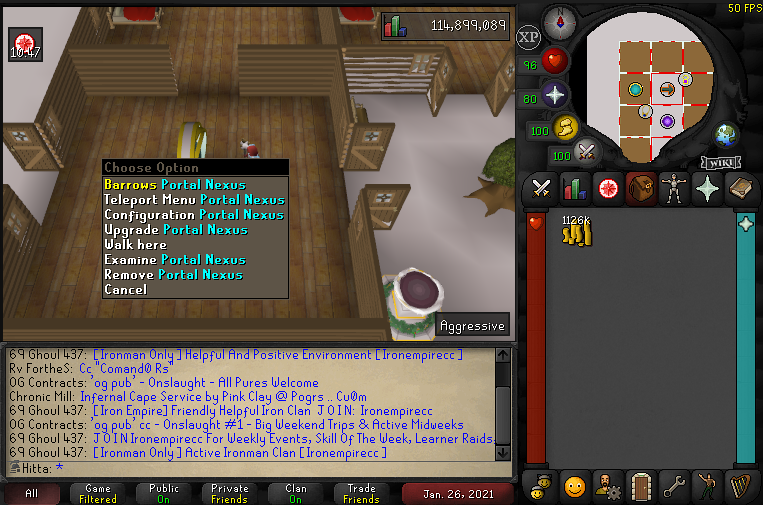 50 FPS
10:47
114,899,089
XP
96
80
100
100
WIKI
Choose Option
Barrows Portal Nexus
Teleport Menu Portal Nexus
Configuration Portal Nexus
Upgrade Portal Nexus
Walk here
Examine Portal Nexus
Remove Portal Nexus
Cancel
1126k
Aggressive
69 Ghoul 437: [Ironman Only ] Helpful And Positive Environment [ Ironempirecc ]
Rv FortheS: Cc "Comand0 Rs"
OG Contracts: 'og pub' - Onslaught - All Pures Welcome
Chronic Mill: Infernal Cape Service by Pink Clay @ Pogrs .. Cu0m
69 Ghoul 437: [Iron Empire] Friendly Helpful Iron Clan J O I N: Ironempirecc
OG Contracts: 'og pub' cc - Onslaught #1 - Big Weekend Trips & Active Midweeks
69 Ghoul 437: J O I N Ironempirecc For Weekly Events, Skill Of The Week, Learner Raids.
69 Ghoul 437: [Ironman Only ] Active Ironman Clan [ Ironempirecc ]
Hitta: *
All
Game
Filtered
Public
On
Private
Friends
Clan
On
Trade
Friends
Jan. 26, 2021